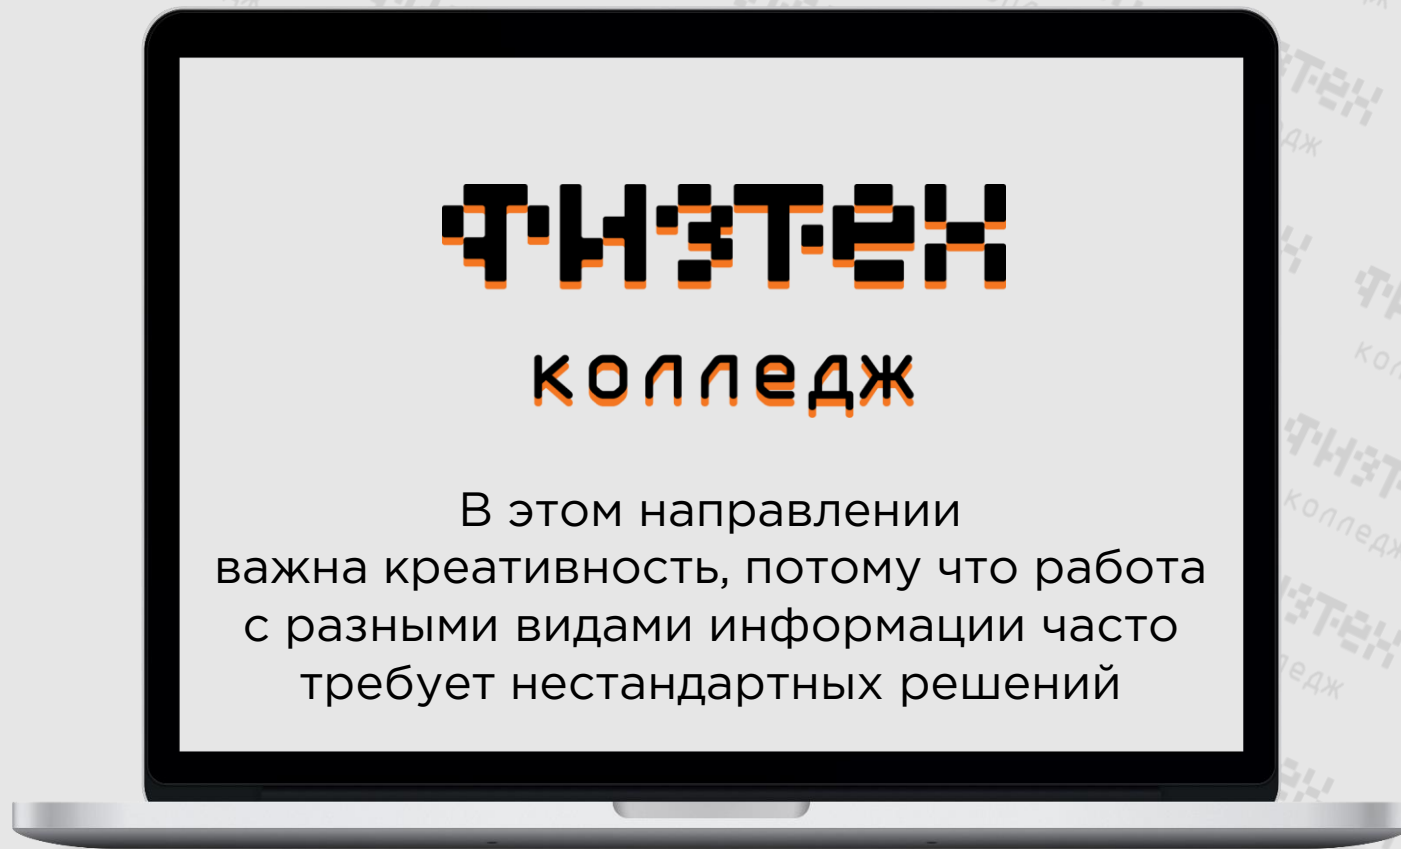 ФИЗТЕХ
КОЛЛЕДЖ
В этом направлении
важна креативность, потому что работа
с разными видами информации часто
требует нестандартных решений